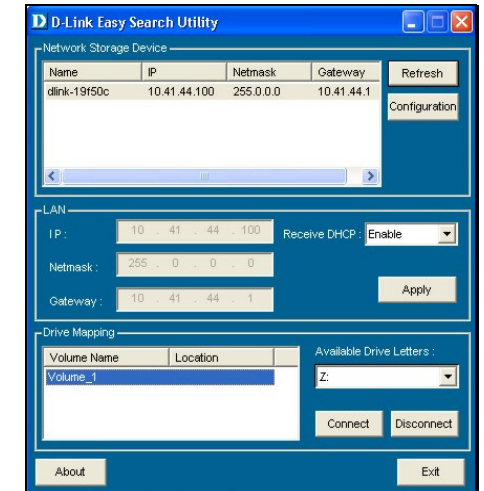 D D-Link Easy Search Utility
Network Storage Device
Name IP Netmask Gateway
dlink-19f50c 10.41.44.100 255.0.0.0 10.41.44.1
Refresh
Configuration
LAN
IP : 10 . 41 . 44 . 100
Receive DHCP : Enable
Netmask : 255 . 0 . 0 . 0
Gateway : 10 . 41 . 44 . 1
Apply
Drive Mapping
Volume Name Location
Volume_1
Available Drive Letters :
Z:
Connect Disconnect
About Exit